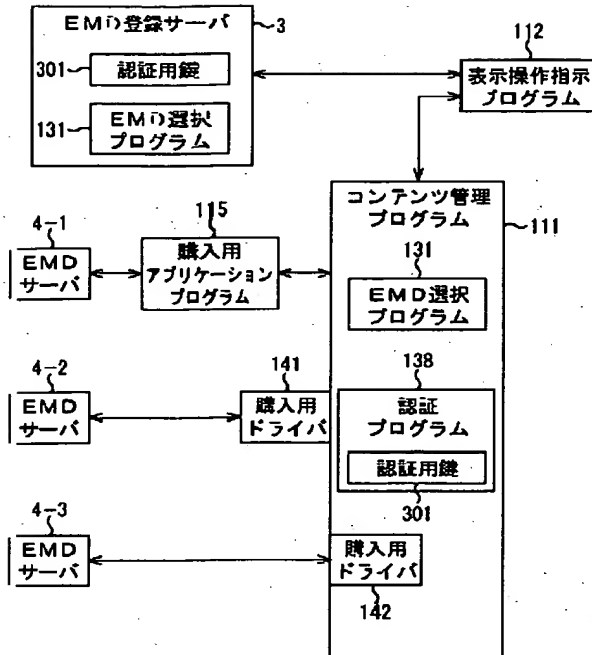 EMD登録サーバ
3
301
認証用鍵
131
EMD選択
プログラム
112
表示操作指示
プログラム
コンテンツ管理
プログラム
111
4-1
EMD
サーバ
115
購入用
アプリケーション
プログラム
131
EMD選択
プログラム
4-2
EMD
サーバ
141
購入用
ドライバ
138
認証
プログラム
認証用鍵
301
4-3
EMD
サーバ
購入用
ドライバ
142